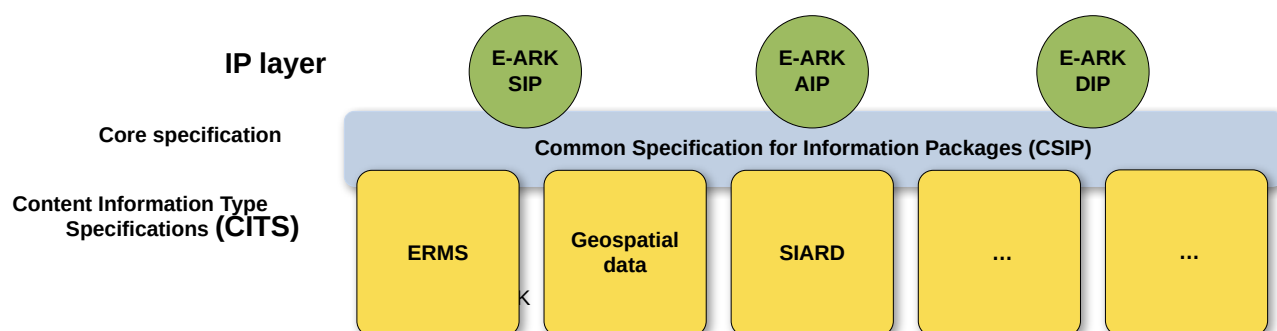 IP layer
E-ARK
SIP
E-ARK
AIP
E-ARK
DIP
Core specification
Common Specification for Information Packages (CSIP)
Content Information Type
Specifications (CITS)
ERMS
Geospatial
data
SIARD
...
...
K